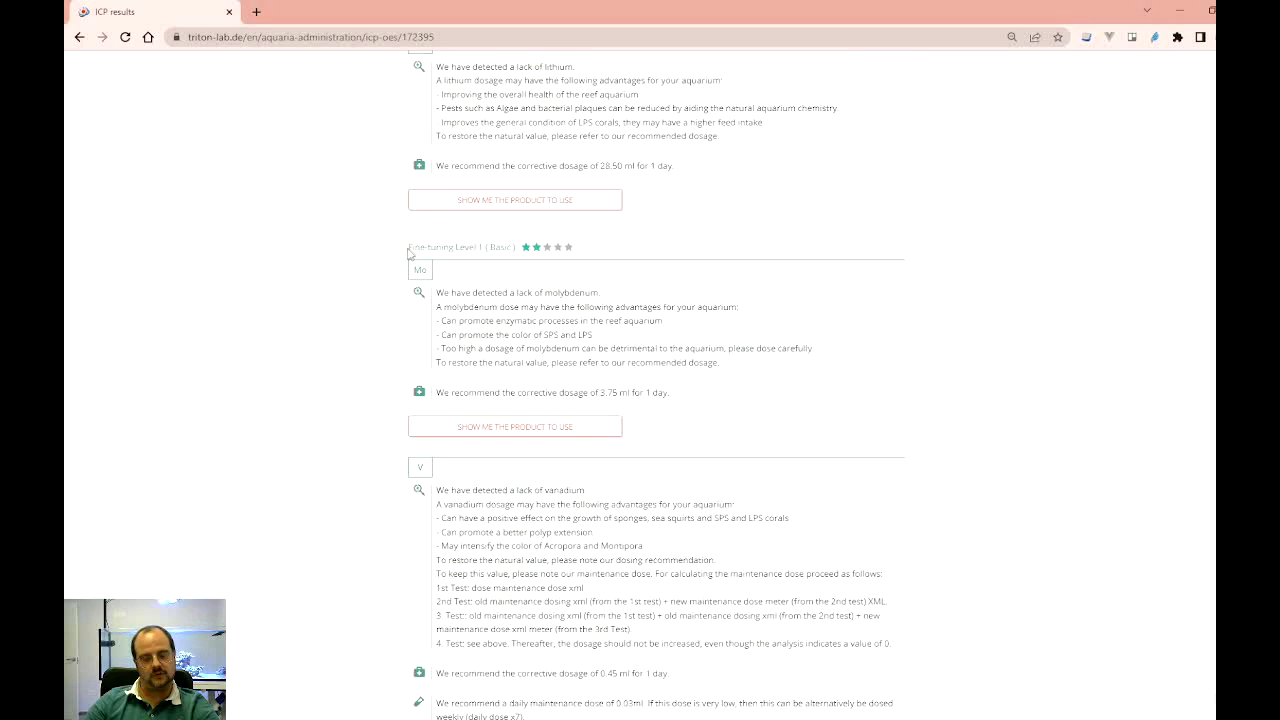 ICP results
triton-lab.de/en/aquaria-administration/icp-oes/172395
We have detected a lack of lithium.
A lithium dosage may have the following advantages for your aquarium:
- Improving the overall health of the reef aquarium
- Pests such as Algae and bacterial plaques can be reduced by aiding the natural aquarium chemistry.
Improves the general condition of LPS corals, they may have a higher feed intake
To restore the natural value, please refer to our recommended dosage.
We recommend the corrective dosage of 28.50 ml for 1 day.
SHOW ME THE PRODUCT TO USE
Fine-tuning Level 1 ( Basic )
Mo
We have detected a lack of molybdenum.
A molybdenum dose may have the following advantages for your aquarium:
- Can promote enzymatic processes in the reef aquarium
- Can promote the color of SPS and LPS
- Too high a dosage of molybdenum can be detrimental to the aquarium, please dose carefully
To restore the natural value, please refer to our recommended dosage.
We recommend the corrective dosage of 3.75 ml for 1 day.
SHOW ME THE PRODUCT TO USE
V
We have detected a lack of vanadium
A vanadium dosage may have the following advantages for your aquarium:
- Can have a positive effect on the growth of sponges, sea squirts and SPS and LPS corals
- Can promote a better polyp extension.
- May intensify the color of Acropora and Montipora
To restore the natural value, please note our dosing recommendation.
To keep this value, please note our maintenance dose. For calculating the maintenance dose proceed as follows:
1st Test: dose maintenance dose xml
2nd Test: old maintenance dosing xml (from the 1st test) + new maintenance dose meter (from the 2nd test) XML.
3. Test:: old maintenance dosing xml (from the 1st test) + old maintenance dosing xml (from the 2nd test) + new
maintenance dose xml meter (from the 3rd Test).
4. Test: see above. Thereafter, the dosage should not be increased, even though the analysis indicates a value of 0.
We recommend the corrective dosage of 0.45 ml for 1 day.
We recommend a daily maintenance dose of 0.03ml. If this dose is very low, then this can be alternatively be dosed
weekly (daily dose x7).